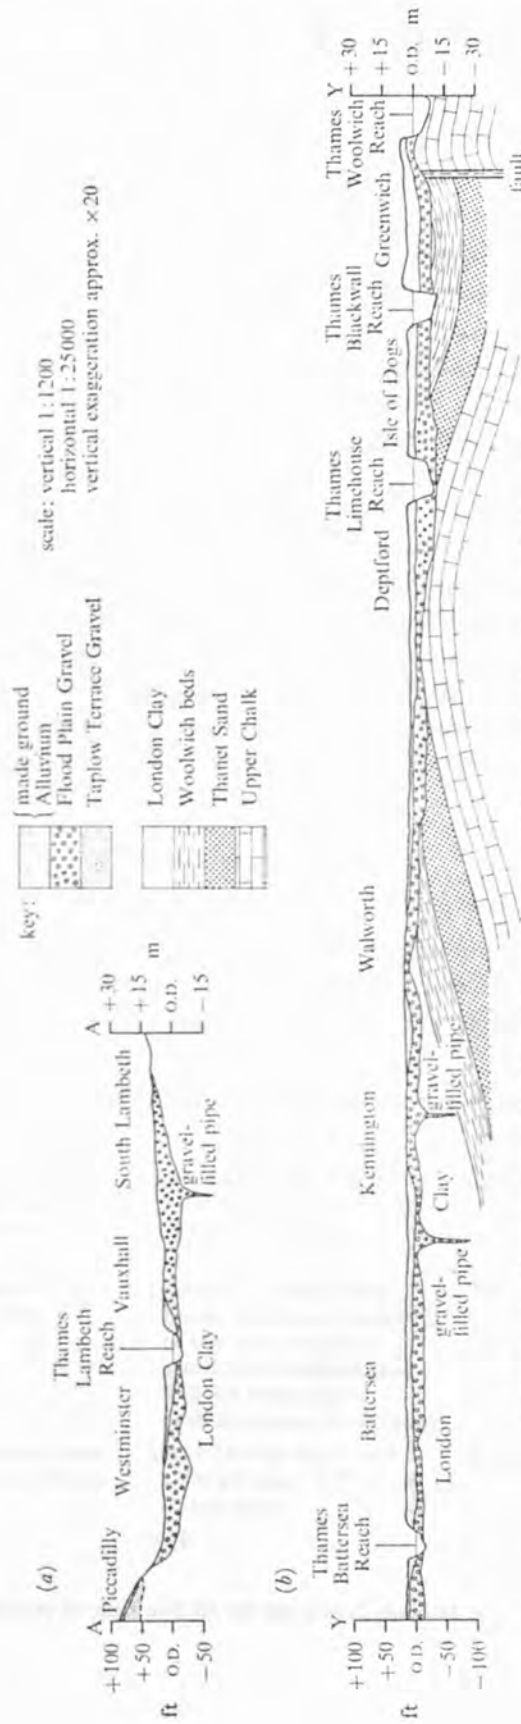 (a)
A
Piccadilly
Westminster
Thames
Lambeth
Reach
Vauxhall
South Lambeth
A
+100
+50
O.D.
−50
ft
London Clay
gravel-
filled pipe
+30
+15
O.D.
−15
m
key:
made ground
Alluvium
Flood Plain Gravel
Taplow Terrace Gravel
London Clay
Woolwich beds
Thanet Sand
Upper Chalk
scale: vertical 1:1200
horizontal 1:25000
vertical exaggeration approx. ×20
(b)
Y
Thames
Battersea
Reach
Battersea
Kennington
Walworth
Deptford
Thames
Limehouse
Reach
Isle of Dogs
Thames
Blackwall
Reach
Greenwich
Thames
Woolwich
Reach
Y
+100
+50
O.D.
−50
−100
ft
London
gravel-
filled pipe
Clay
gravel-
filled pipe
fault
+30
+15
O.D.
−15
−30
m